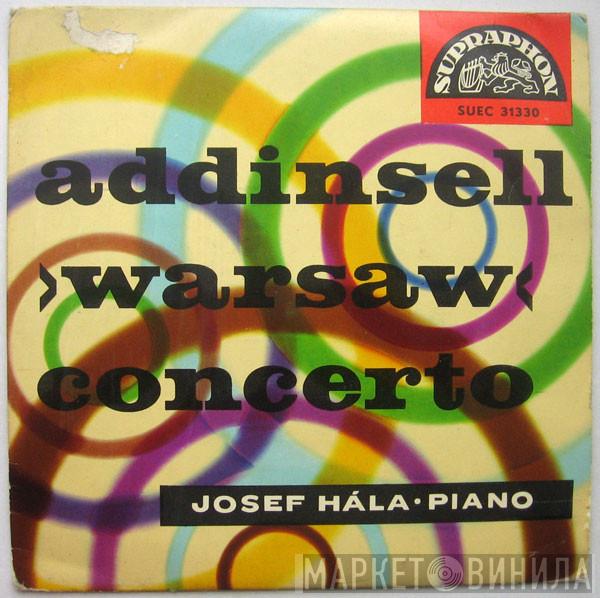 SUPRAPHON
SUEC 31330
addinsell
›warsaw‹
concerto
JOSEF HÁLA·PIANO
МАРКЕТ ВИНИЛА